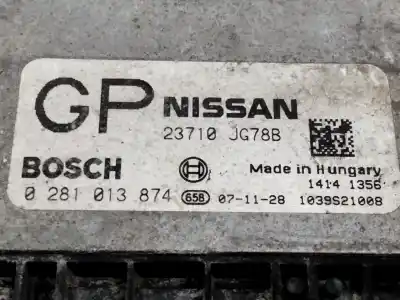 GP NISSAN
23710 JG78B
BOSCH
Made in Hungary
1414 1356
0 281 013 874 658 07-11-28 1039S21008